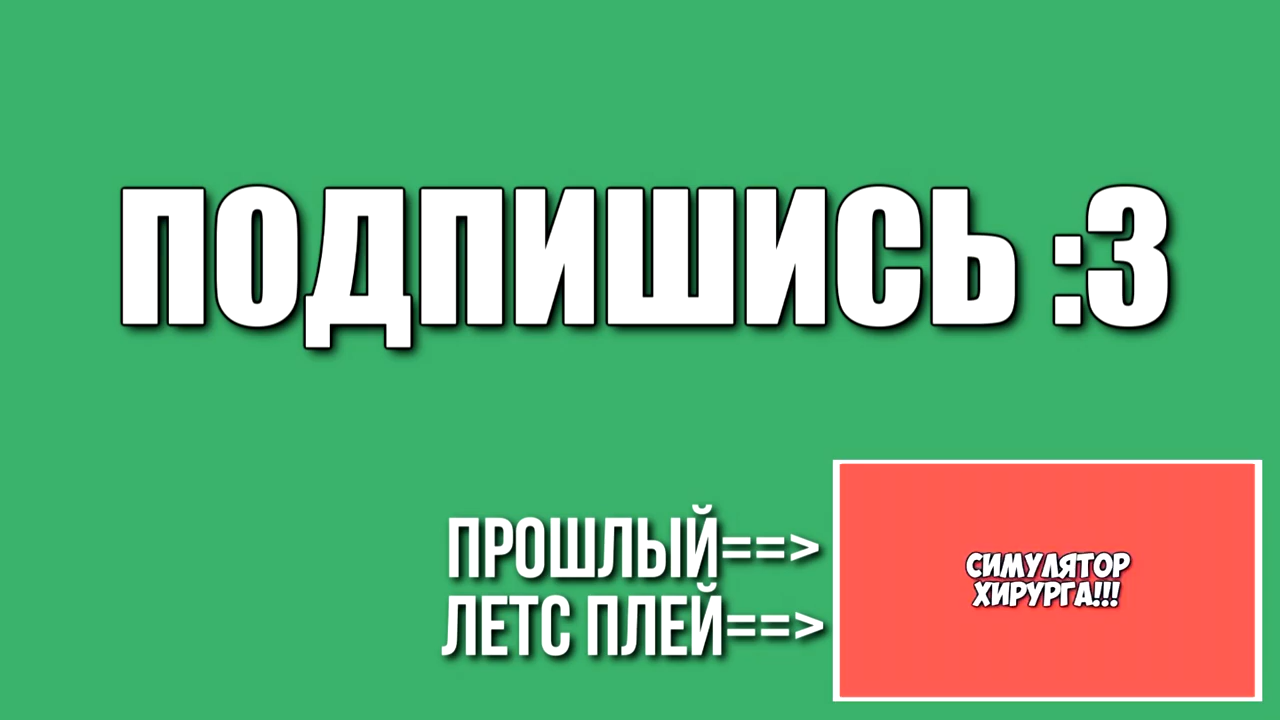 ПОДПИШИСЬ :3
ПРОШЛЫЙ==>
ЛЕТС ПЛЕЙ==>
СИМУЛЯТОР
ХИРУРГА!!!